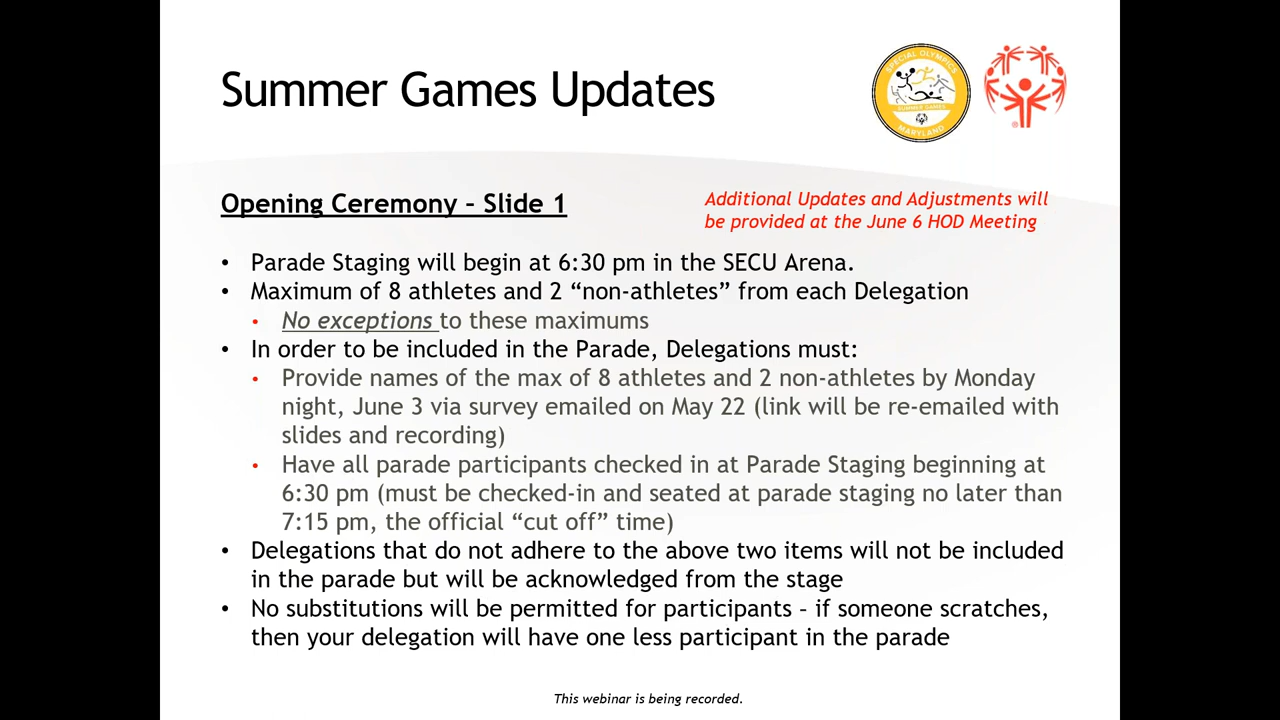 Summer Games Updates
SPECIAL OLYMPICS
SUMMER GAMES
MARYLAND
®
Opening Ceremony – Slide 1
Additional Updates and Adjustments will
be provided at the June 6 HOD Meeting
• Parade Staging will begin at 6:30 pm in the SECU Arena.
• Maximum of 8 athletes and 2 “non-athletes” from each Delegation
• No exceptions to these maximums
• In order to be included in the Parade, Delegations must:
• Provide names of the max of 8 athletes and 2 non-athletes by Monday
night, June 3 via survey emailed on May 22 (link will be re-emailed with
slides and recording)
• Have all parade participants checked in at Parade Staging beginning at
6:30 pm (must be checked-in and seated at parade staging no later than
7:15 pm, the official “cut off” time)
• Delegations that do not adhere to the above two items will not be included
in the parade but will be acknowledged from the stage
• No substitutions will be permitted for participants – if someone scratches,
then your delegation will have one less participant in the parade
This webinar is being recorded.